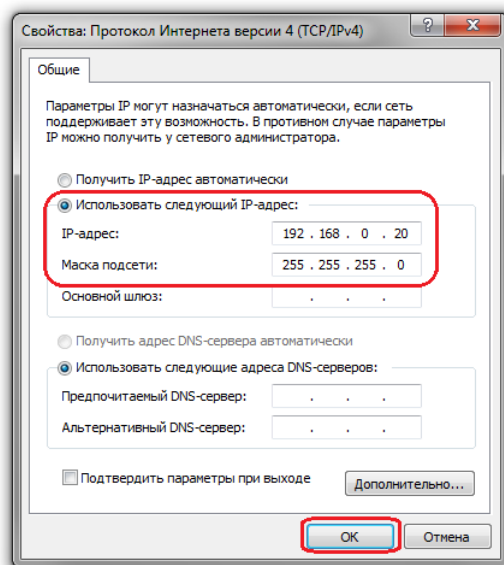 Свойства: Протокол Интернета версии 4 (TCP/IPv4)
?
Общие
Параметры IP могут назначаться автоматически, если сеть
поддерживает эту возможность. В противном случае параметры
IP можно получить у сетевого администратора.
Получить IP-адрес автоматически
Использовать следующий IP-адрес:
IP-адрес: 192 . 168 . 0 . 20
Маска подсети: 255 . 255 . 255 . 0
Основной шлюз: . . .
Получить адрес DNS-сервера автоматически
Использовать следующие адреса DNS-серверов:
Предпочитаемый DNS-сервер: . . .
Альтернативный DNS-сервер: . . .
Подтвердить параметры при выходе
Дополнительно...
ОК Отмена